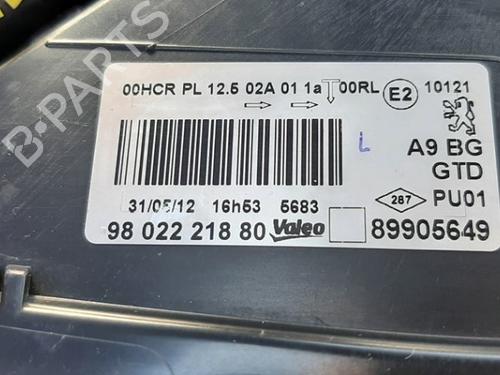 00HCR PL 12.5 02A 01 1a 00RL E2 10121
L A9 BG
GTD
287 PU01
31/05/12 16h53 5683
98 022 218 80 Valeo 89905649